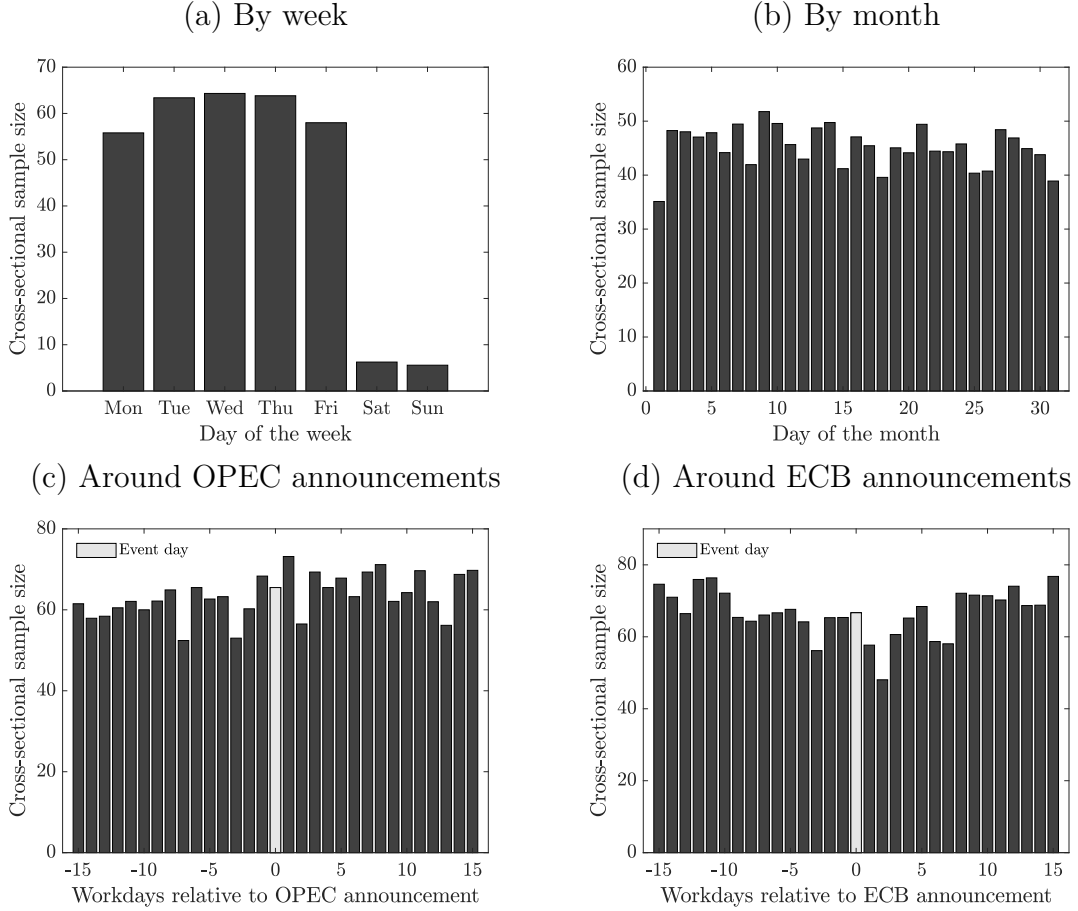 (a) By week
70
60
50
40
30
20
10
0
Cross-sectional sample size
Mon Tue Wed Thu Fri Sat Sun
Day of the week
(b) By month
60
50
40
30
20
10
0
Cross-sectional sample size
0 5 10 15 20 25 30
Day of the month
(c) Around OPEC announcements
80
60
40
20
0
Cross-sectional sample size
Event day
-15 -10 -5 0 5 10 15
Workdays relative to OPEC announcement
(d) Around ECB announcements
80
60
40
20
0
Cross-sectional sample size
Event day
-15 -10 -5 0 5 10 15
Workdays relative to ECB announcement